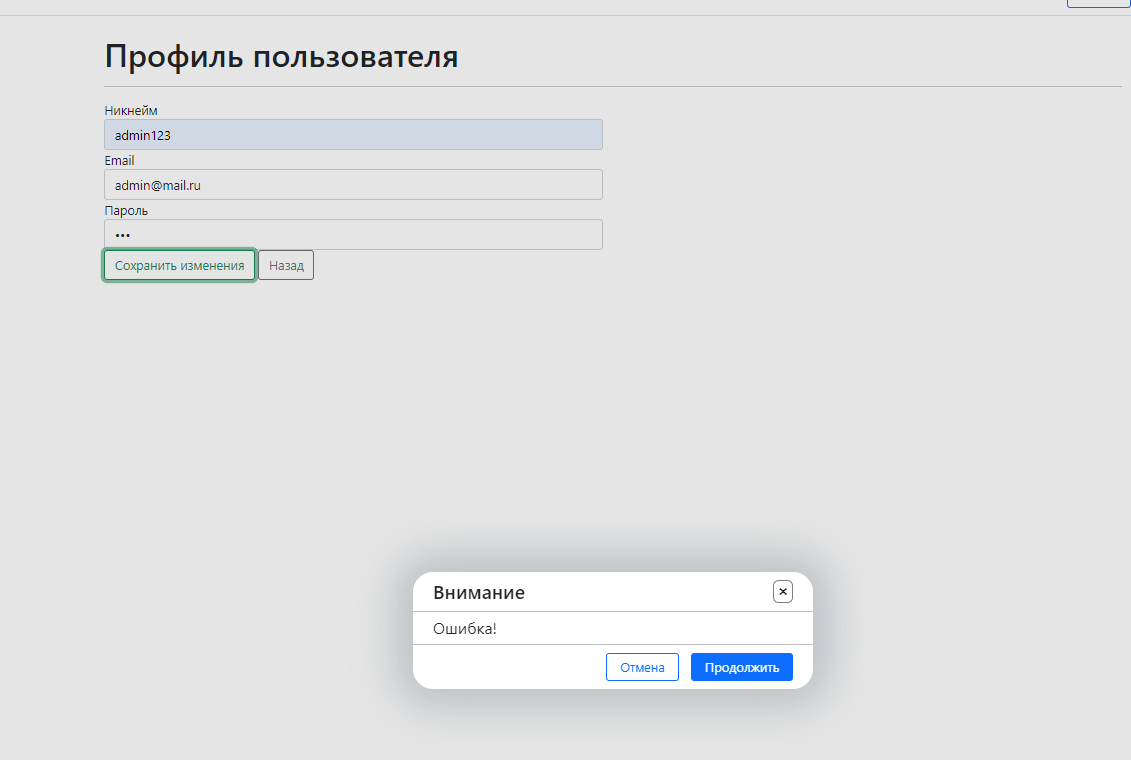 Профиль пользователя
Никнейм
admin123
Email
admin@mail.ru
Пароль
•••
Сохранить изменения Назад
Внимание
Ошибка!
Отмена Продолжить